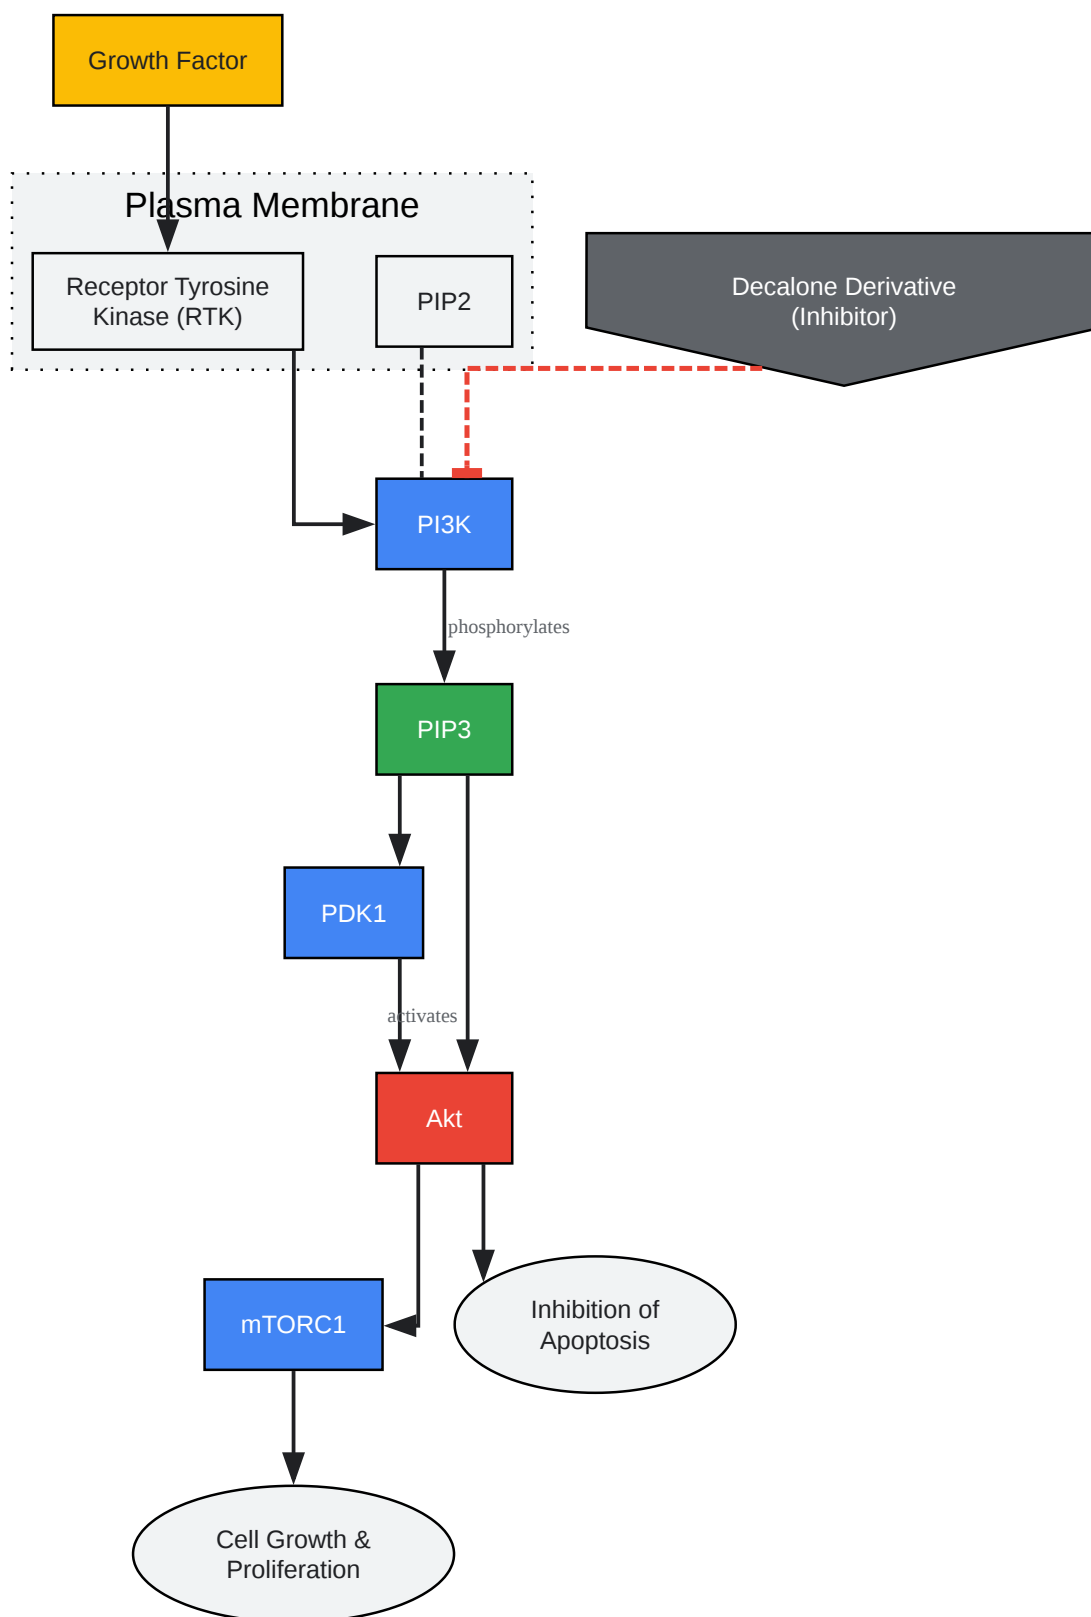 Growth Factor
Plasma Membrane
Receptor Tyrosine
Kinase (RTK)
PIP2
Decalone Derivative
(Inhibitor)
PI3K
phosphorylates
PIP3
PDK1
activates
Akt
mTORC1
Inhibition of
Apoptosis
Cell Growth &
Proliferation